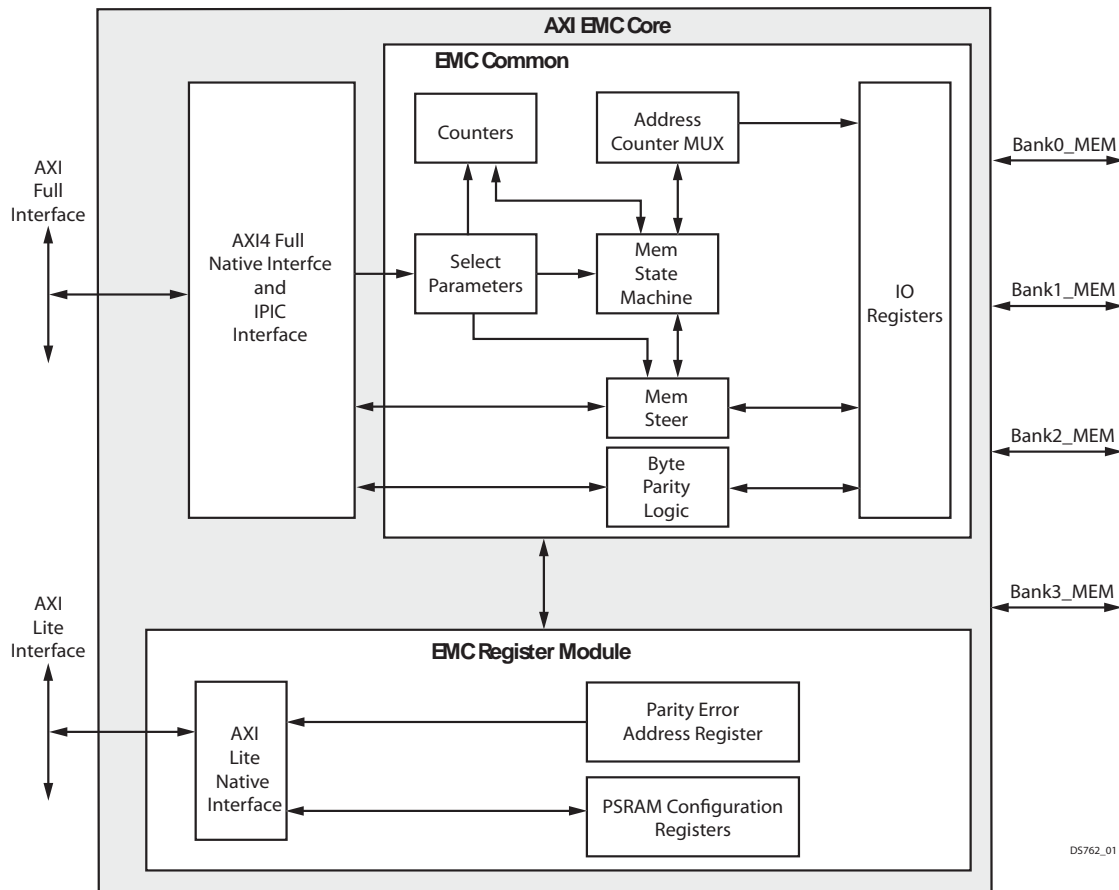 AXI EMC Core
EMC Common
Counters
Address
Counter MUX
Bank0_MEM
AXI
Full
Interface
AXI4 Full
Native Interfce
and
IPIC
Interface
Select
Parameters
Mem
State
Machine
IO
Registers
Bank1_MEM
Mem
Steer
Bank2_MEM
Byte
Parity
Logic
Bank3_MEM
AXI
Lite
Interface
EMC Register Module
AXI
Lite
Native
Interface
Parity Error
Address Register
PSRAM Configuration
Registers
DS762_01